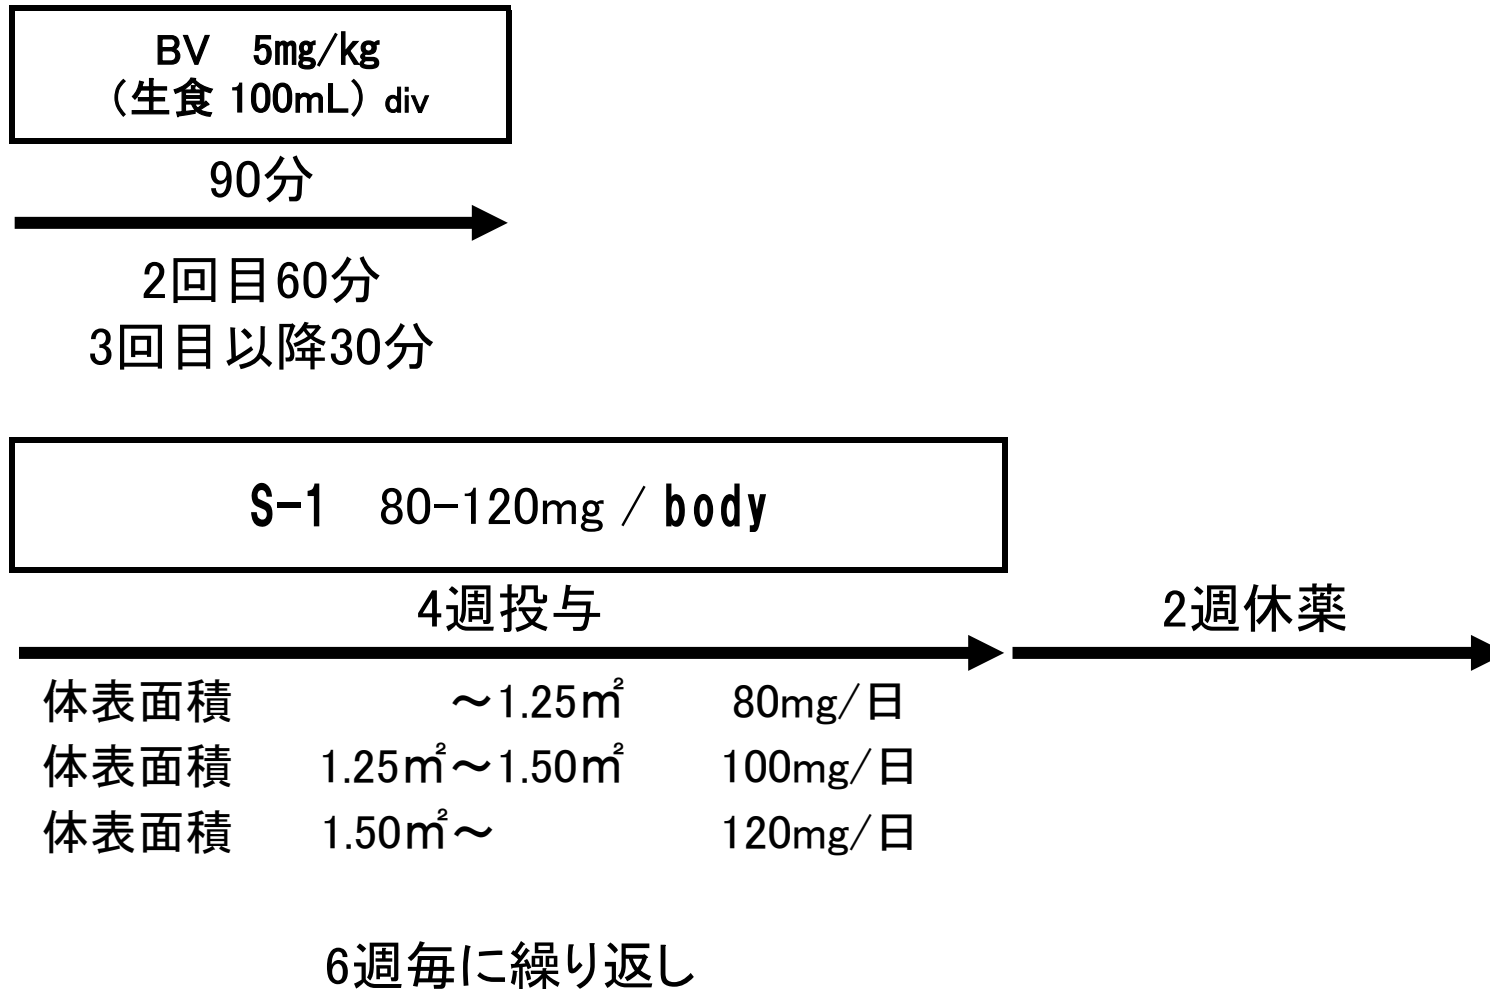 BV 5mg/kg
（生食 100mL）div
90分
2回目60分
3回目以降30分
S-1 80-120mg / body
4週投与 2週休薬
体表面積 ～1.25㎡ 80mg/日
体表面積 1.25㎡～1.50㎡ 100mg/日
体表面積 1.50㎡～ 120mg/日
6週毎に繰り返し